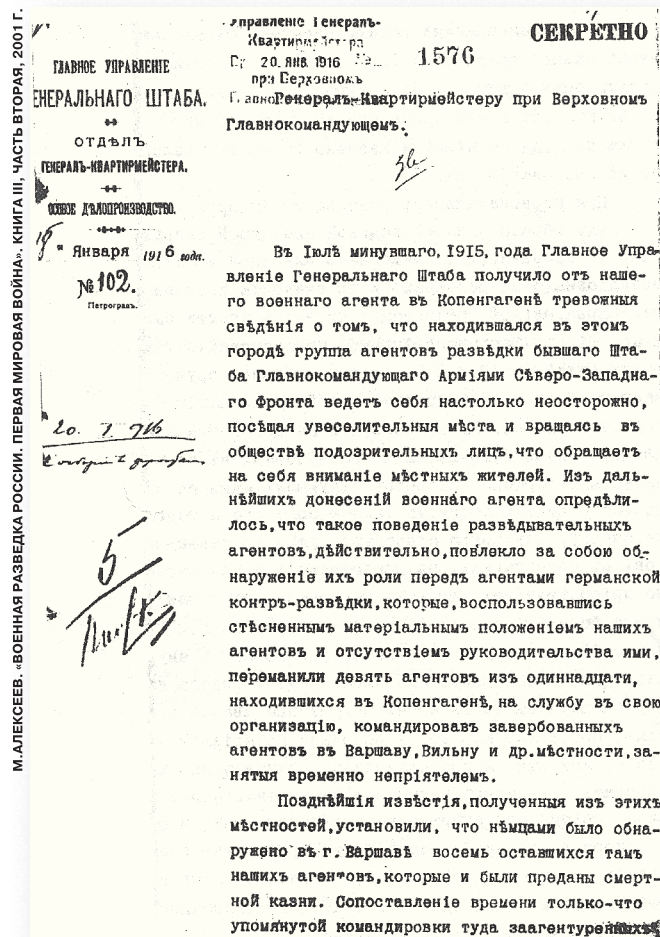 М.АЛЕКСЕЕВ. «ВОЕННАЯ РАЗВЕДКА РОССИИ. ПЕРВАЯ МИРОВАЯ ВОЙНА». КНИГА III, ЧАСТЬ ВТОРАЯ, 2001 Г.
ГЛАВНОЕ УПРАВЛЕНІЕ
ГЕНЕРАЛЬНАГО ШТАБА.
ОТДѢЛЪ
ГЕНЕРАЛЪ-КВАРТИРМЕЙСТЕРА.
ОСОБОЕ ДѢЛОПРОИЗВОДСТВО.
" Января 1916 года.
№ 102.
Петроградъ.
20. 1. 916
5
Управленіе Генералъ-
Квартирмейстера
20. ЯНВ. 1916
1576
при Верховномъ
СЕКРЕТНО
Генералъ-Квартирмейстеру при Верховномъ
Главнокомандующемъ.
Въ Іюлѣ минувшаго, 1915, года Главное Упра-
вленіе Генеральнаго Штаба получило отъ наше-
го военнаго агента въ Копенгагенѣ тревожныя
свѣдѣнія о томъ, что находившаяся въ этомъ
городѣ группа агентовъ развѣдки бывшаго Шта-
ба Главнокомандующаго Арміями Сѣверо-Западна-
го Фронта ведетъ себя настолько неосторожно,
посѣщая увеселительныя мѣста и вращаясь въ
обществѣ подозрительныхъ лицъ,что обращаетъ
на себя вниманіе мѣстныхъ жителей. Изъ даль-
нѣйшихъ донесеній военнаго агента опредѣли-
лось,что такое поведеніе развѣдывательныхъ
агентовъ,дѣйствительно,повлекло за собою об-
наруженіе ихъ роли передъ агентами германской
контръ-развѣдки,которые,воспользовавшись
стѣсненнымъ матеріальнымъ положеніемъ нашихъ
агентовъ и отсутствіемъ руководительства ими,
переманили девять агентовъ изъ одиннадцати,
находившихся въ Копенгагенѣ,на службу въ свою
организацію, командировавъ завербованныхъ
агентовъ въ Варшаву,Вильну и др.мѣстности,за-
нятыя временно непріятелемъ.
Позднѣйшія извѣстія,полученныя изъ этихъ
мѣстностей,установили, что нѣмцами было обна-
ружено въ г.Варшавѣ восемь оставшихся тамъ
нашихъ агентовъ,которые и были преданы смерт-
ной казни. Сопоставленіе времени только-что
упомянутой командировки туда заагентуренныхъ